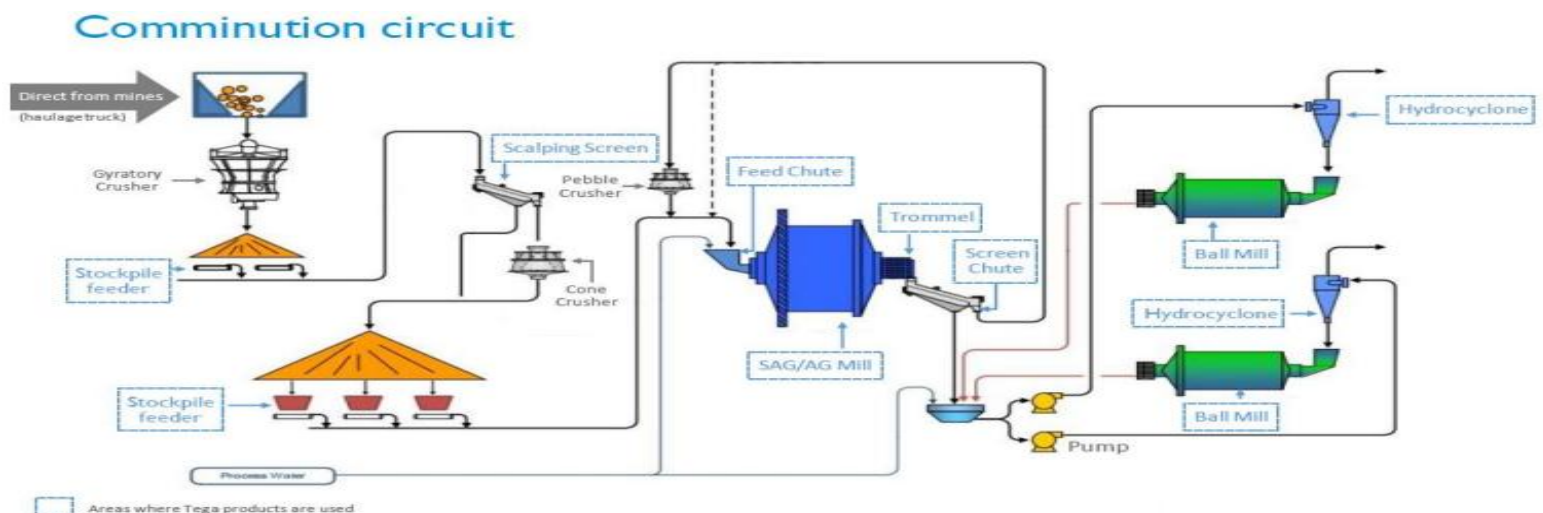 Comminution circuit
Direct from mines
(haulagetruck)
Gyratory
Crusher
Stockpile
feeder
Scalping Screen
Cone
Crusher
Stockpile
feeder
Process Water
Pebble
Crusher
Feed Chute
Trommel
Screen
Chute
SAG/AG Mill
Pump
Hydrocyclone
Ball Mill
Hydrocyclone
Ball Mill
Areas where Tega products are used